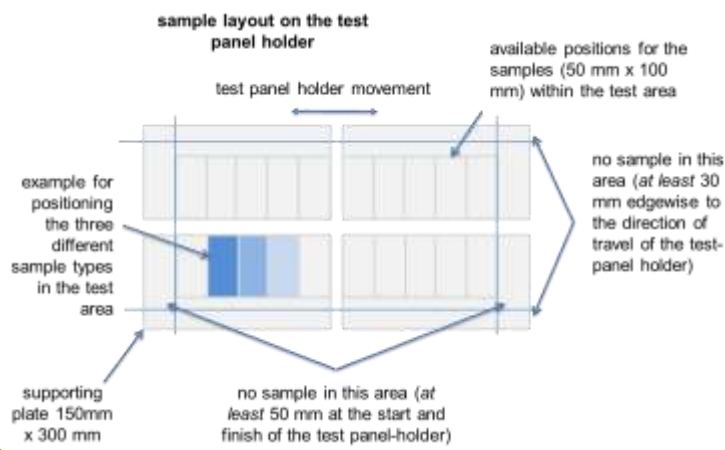 sample layout on the test
panel holder
available positions for the
samples (50 mm x 100
mm) within the test area
test panel holder movement
no sample in this
area (at least 30
mm edgewise to
the direction of
travel of the test-
panel holder)
example for
positioning
the three
different
sample types
in the test
area
supporting
plate 150mm
x 300 mm
no sample in this area (at
least 50 mm at the start and
finish of the test panel-holder)